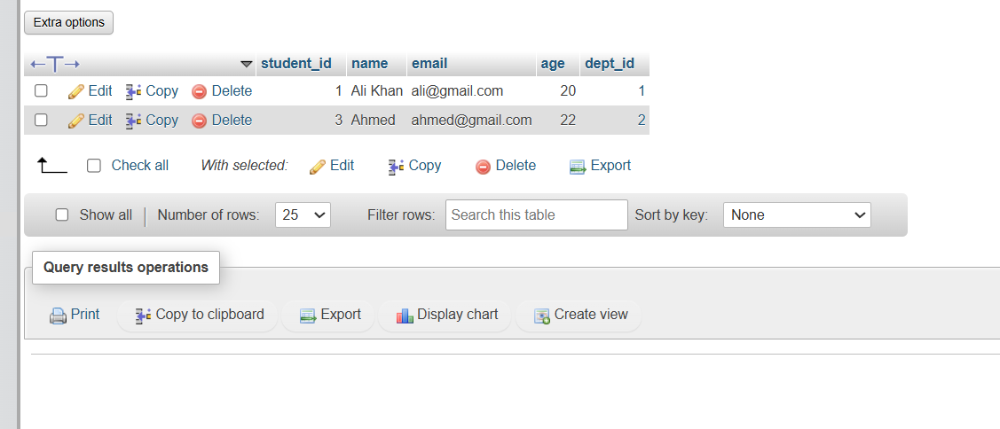 Extra options
student_id name email age dept_id
Edit Copy Delete 1 Ali Khan ali@gmail.com 20 1
Edit Copy Delete 3 Ahmed ahmed@gmail.com 22 2
Check all With selected: Edit Copy Delete Export
Show all Number of rows: 25 Filter rows: Search this table Sort by key: None
Query results operations
Print Copy to clipboard Export Display chart Create view